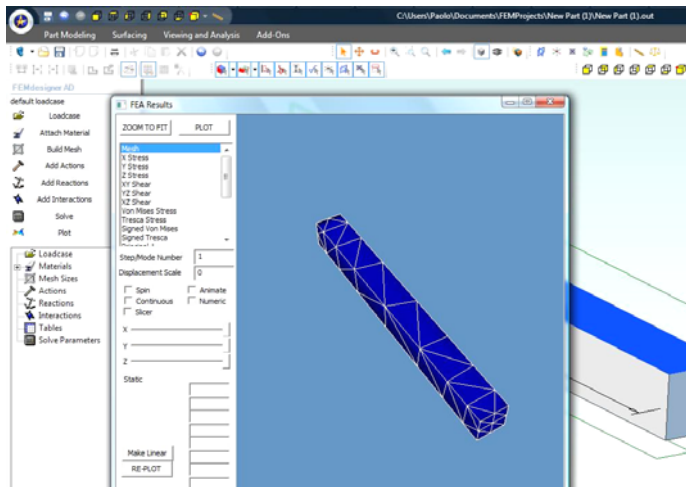 C:\Users\Paolo\Documents\FEMProjects\New Part (1)\New Part (1).out
Part Modeling Surfacing Viewing and Analysis Add-Ons
FEMdesigner AD
default loadcase
Loadcase
Attach Material
Build Mesh
Add Actions
Add Reactions
Add Interactions
Solve
Plot
Loadcase
Materials
Mesh Sizes
Actions
Reactions
Interactions
Tables
Solve Parameters
FEA Results
ZOOM TO FIT PLOT
Mesh
X Stress
Y Stress
Z Stress
XY Shear
YZ Shear
XZ Shear
Von Mises Stress
Tresca Stress
Signed Von Mises
Signed Tresca
Step/Mode Number 1
Displacement Scale 0
Spin Animate
Continuous Numeric
Slicer
X
Y
Z
Static
Make Linear
RE-PLOT